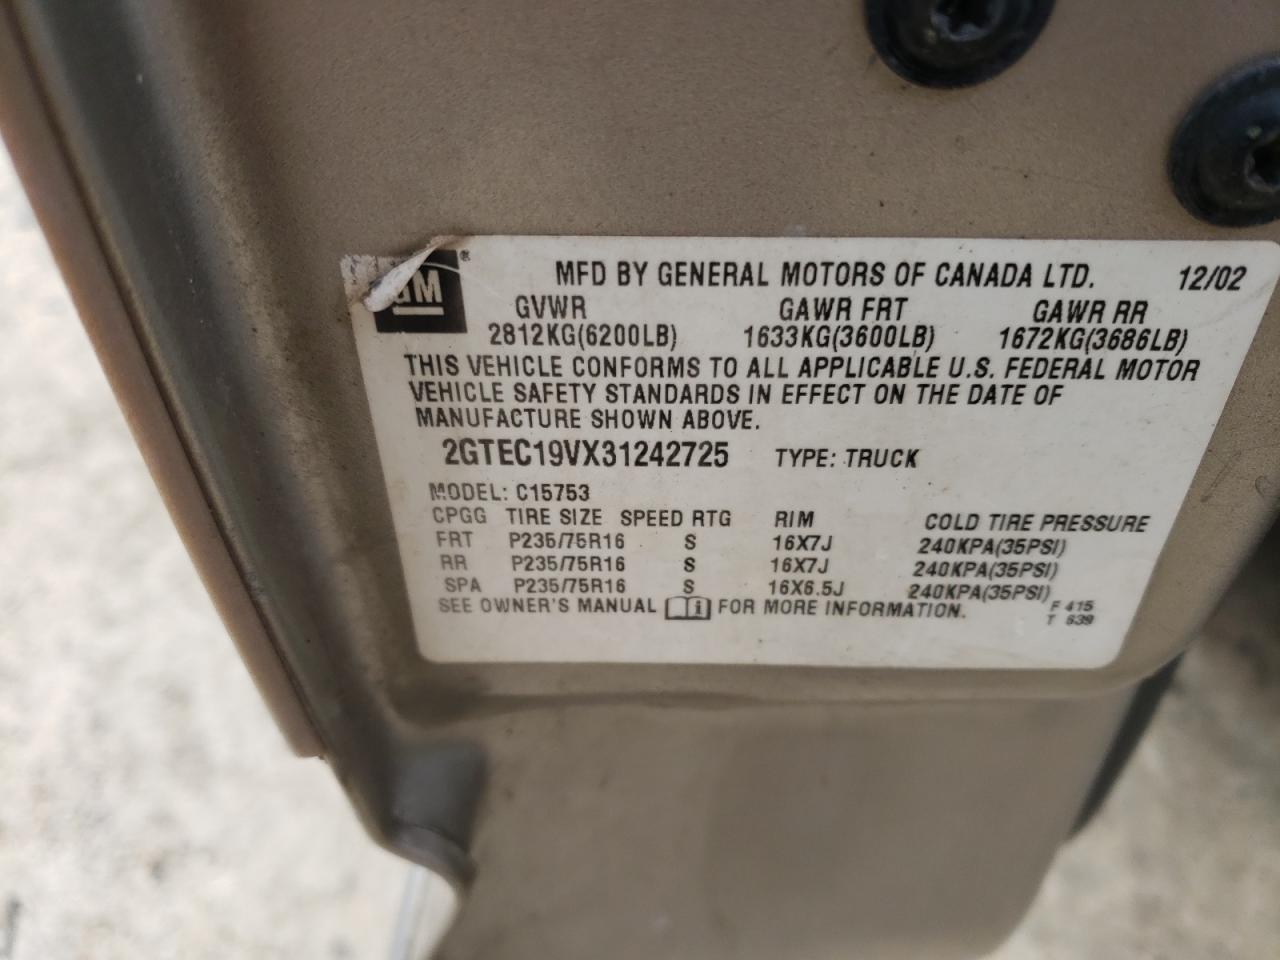 GM®
MFD BY GENERAL MOTORS OF CANADA LTD. 12/02
GVWR GAWR FRT GAWR RR
2812KG(6200LB) 1633KG(3600LB) 1672KG(3686LB)
THIS VEHICLE CONFORMS TO ALL APPLICABLE U.S. FEDERAL MOTOR
VEHICLE SAFETY STANDARDS IN EFFECT ON THE DATE OF
MANUFACTURE SHOWN ABOVE.
2GTEC19VX31242725 TYPE: TRUCK
MODEL: C15753
CPGG TIRE SIZE SPEED RTG RIM COLD TIRE PRESSURE
FRT P235/75R16 S 16X7J 240KPA(35PSI)
RR P235/75R16 S 16X7J 240KPA(35PSI)
SPA P235/75R16 S 16X6.5J 240KPA(35PSI)
SEE OWNER'S MANUAL FOR MORE INFORMATION. F 415
T 639